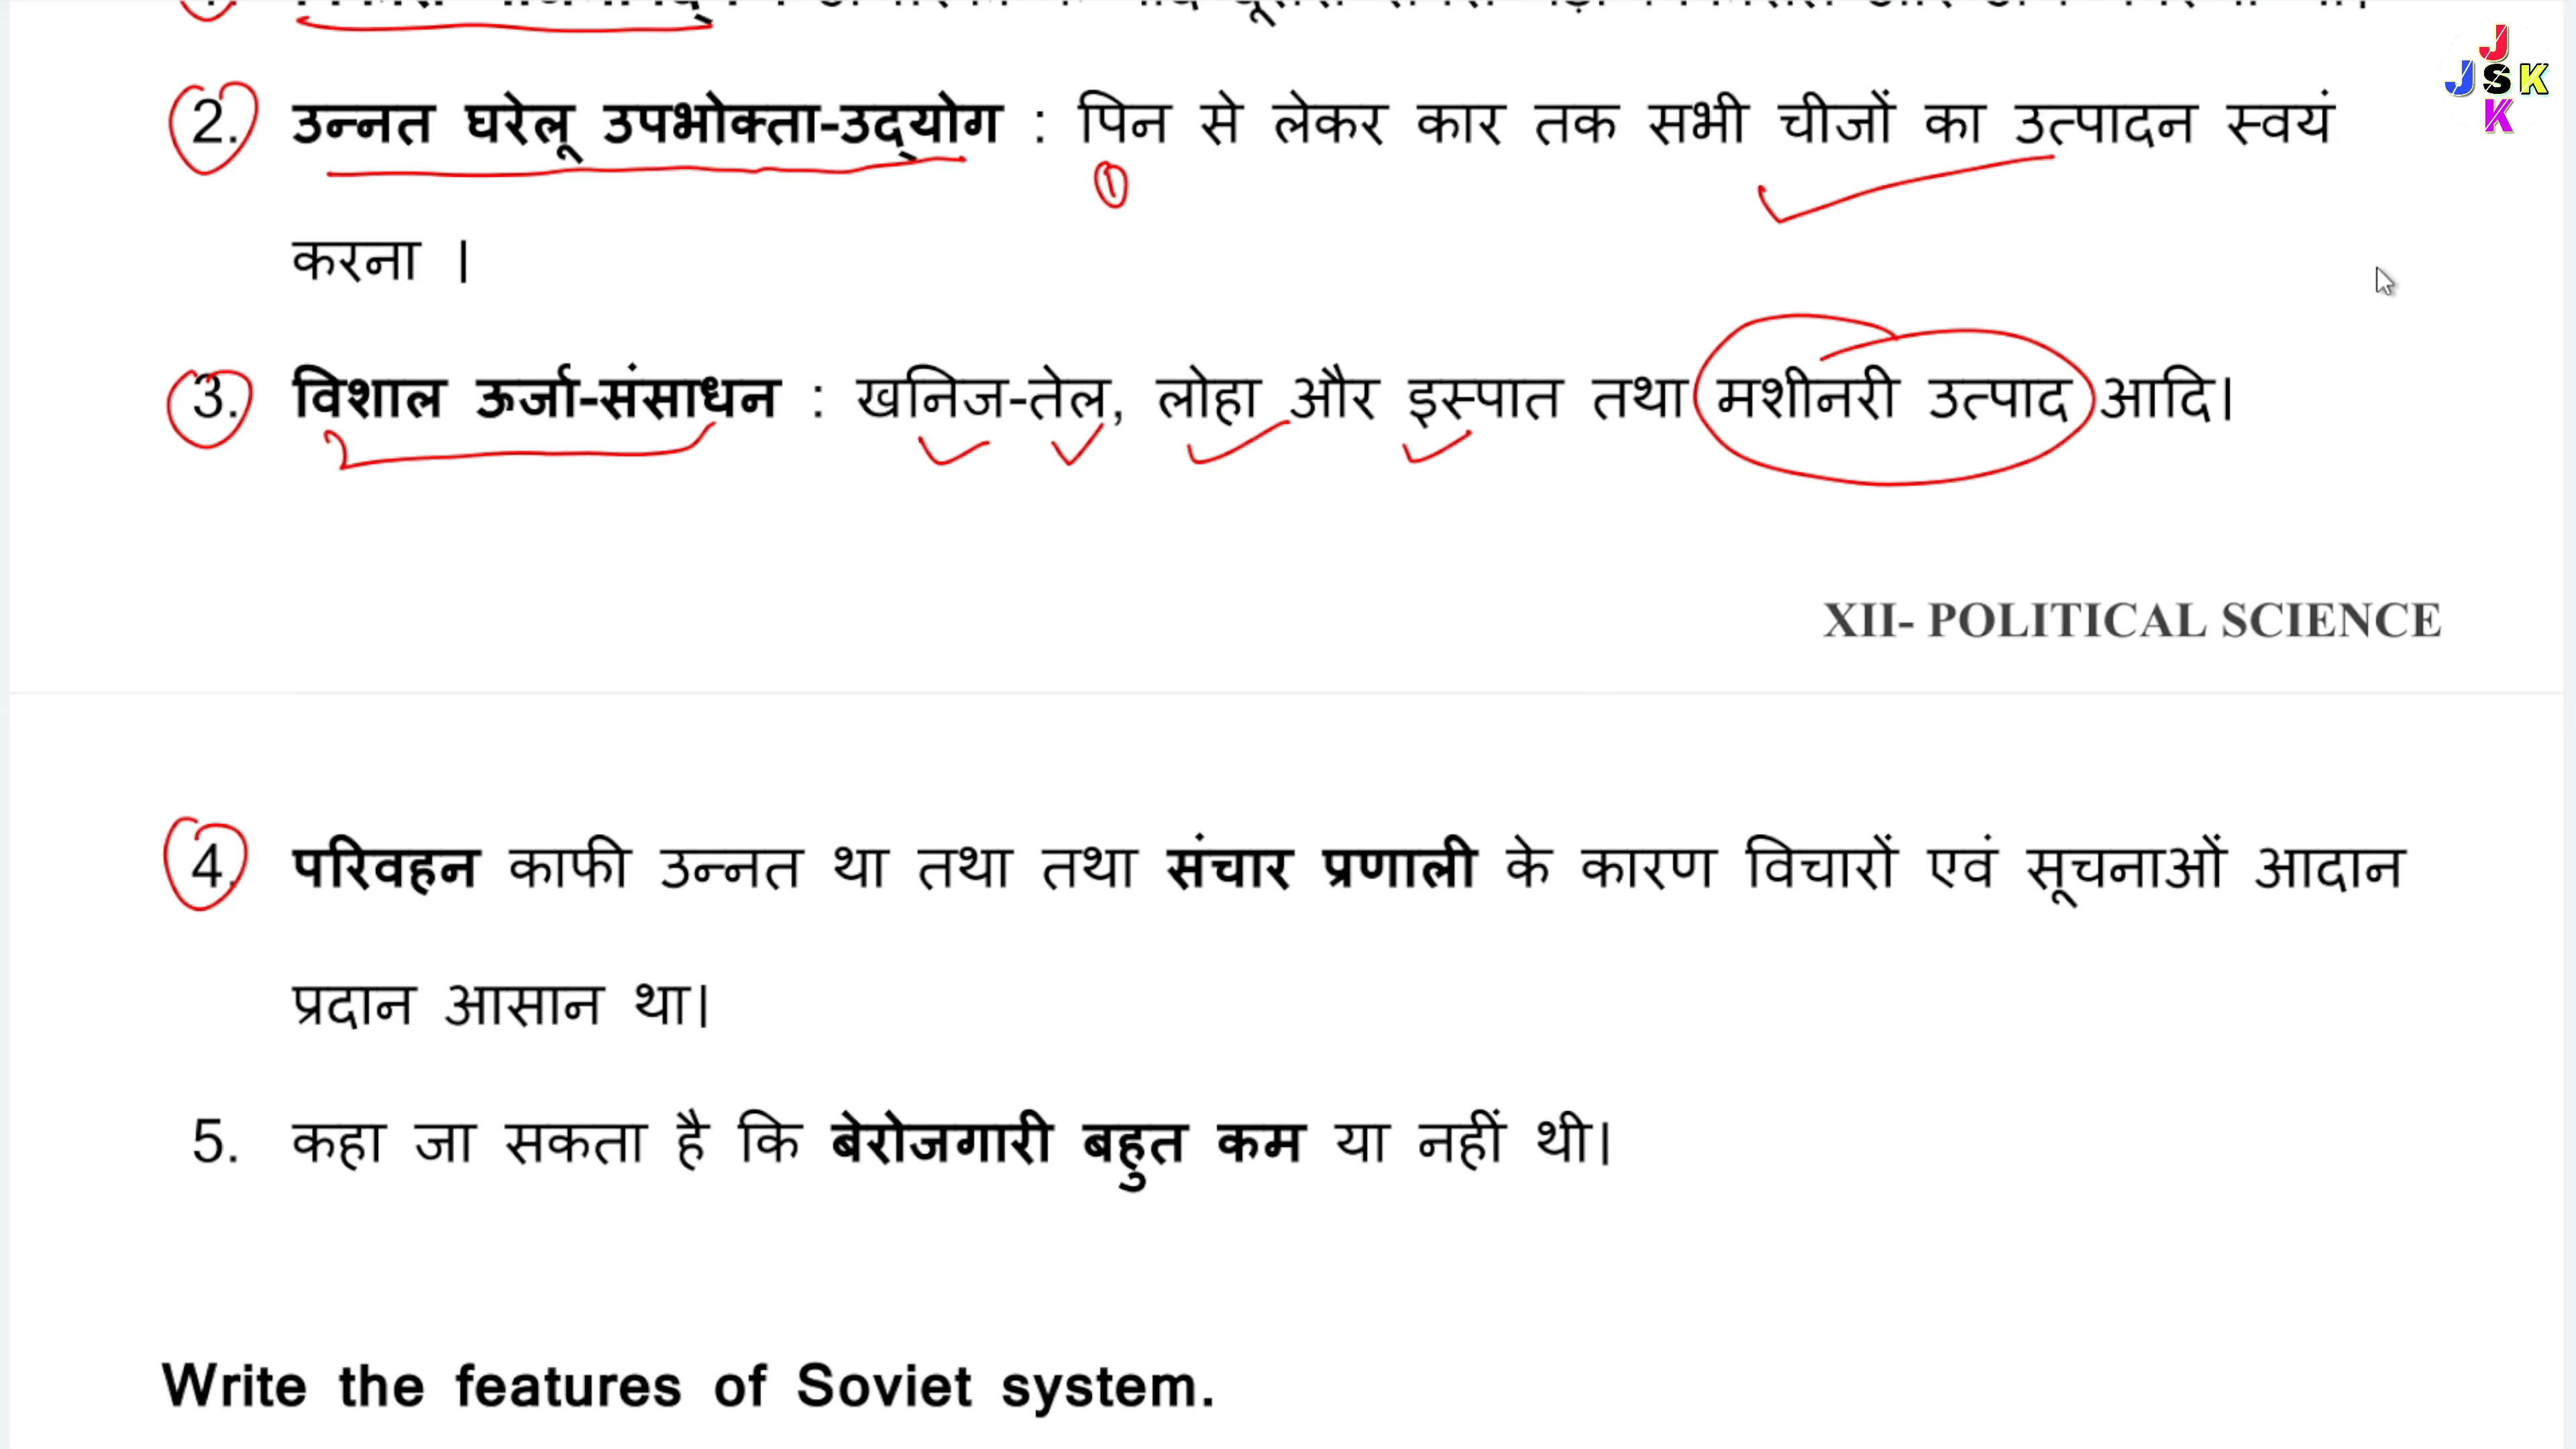 J
J S K
K
2. उन्नत घरेलू उपभोक्ता-उद्‌योग : पिन से लेकर कार तक सभी चीजों का उत्पादन स्वयं
1
करना ।
3. विशाल ऊर्जा-संसाधन : खनिज-तेल, लोहा और इस्पात तथा मशीनरी उत्पाद आदि।
XII- POLITICAL SCIENCE
4. परिवहन काफी उन्नत था तथा तथा संचार प्रणाली के कारण विचारों एवं सूचनाओं आदान
प्रदान आसान था।
5. कहा जा सकता है कि बेरोजगारी बहुत कम या नहीं थी।
Write the features of Soviet system.